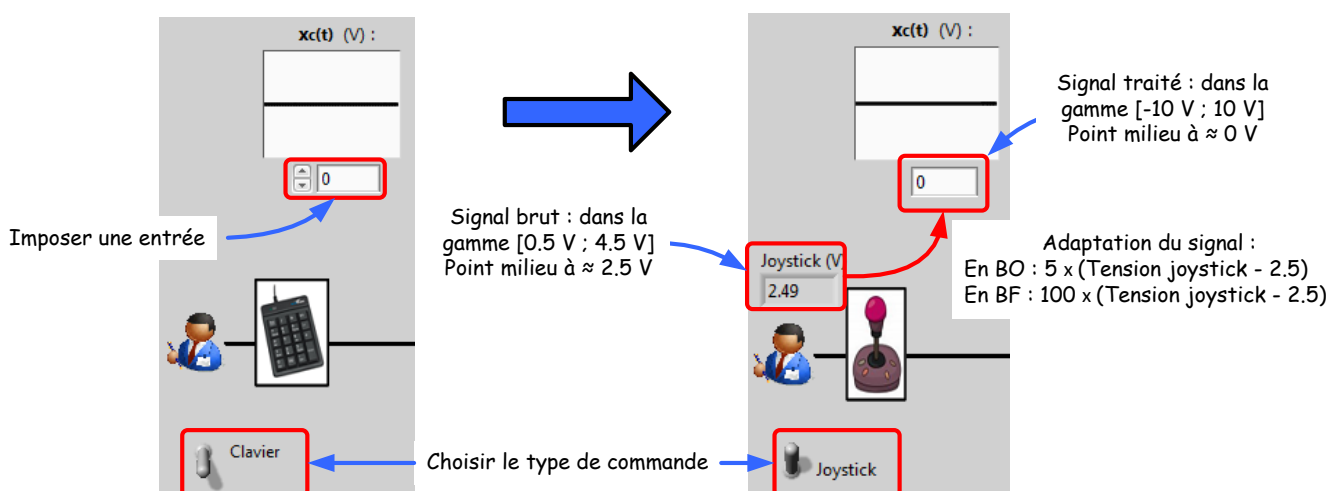 xc(t) (V) :
0
Imposer une entrée
Clavier
Choisir le type de commande
xc(t) (V) :
0
Signal traité : dans la
gamme [-10 V ; 10 V]
Point milieu à ≈ 0 V
Signal brut : dans la
gamme [0.5 V ; 4.5 V]
Point milieu à ≈ 2.5 V
Joystick (V
2.49
Adaptation du signal :
En BO : 5 x (Tension joystick - 2.5)
En BF : 100 x (Tension joystick - 2.5)
Joystick